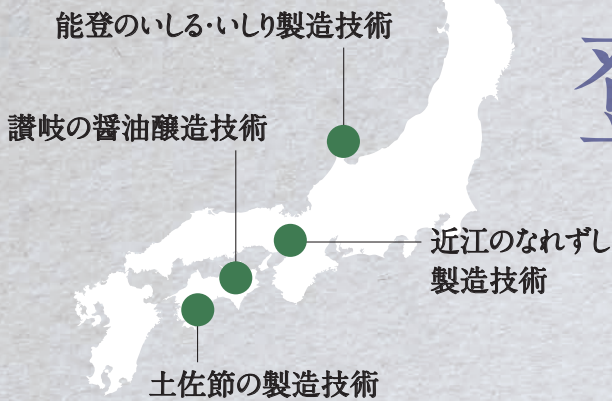 能登のいしる・いしり製造技術
讃岐の醤油醸造技術
近江のなれずし
製造技術
土佐節の製造技術